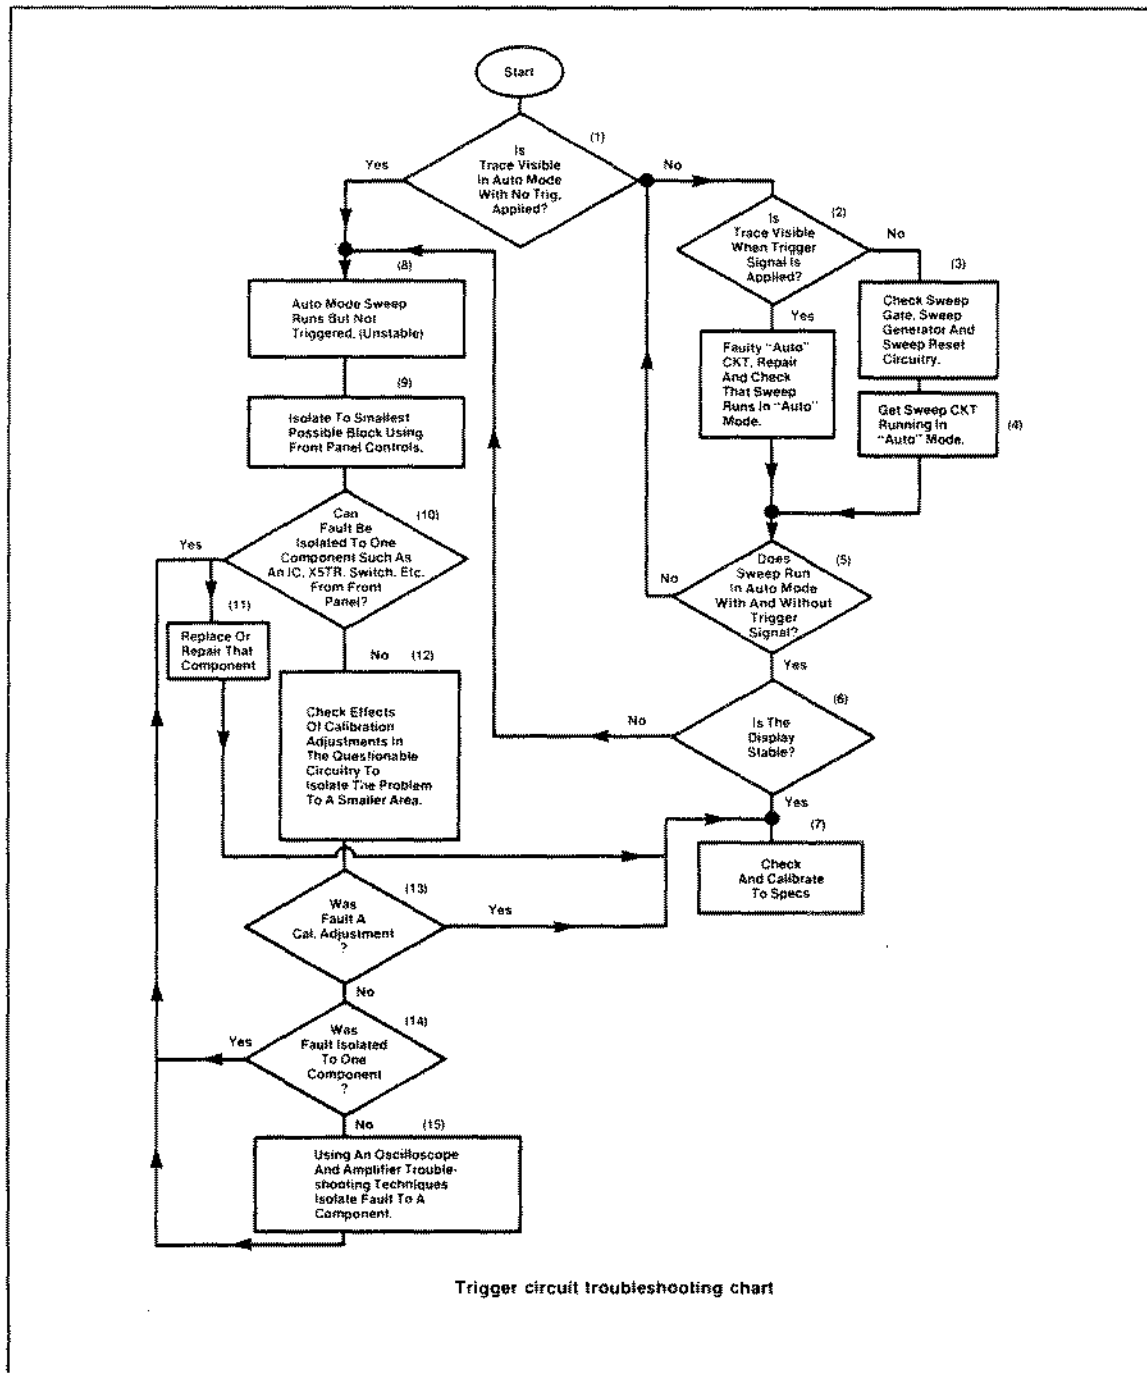 Start
(1)
Is
Trace Visible
In Auto Mode
With No Trig.
Applied?
Yes
No
(2)
Is
Trace Visible
When Trigger
Signal Is
Applied?
No
Yes
(3)
Check Sweep
Gate, Sweep
Generator And
Sweep Reset
Circuitry.
Faulty "Auto"
CKT, Repair
And Check
That Sweep
Runs In "Auto"
Mode.
Get Sweep CKT
Running In
"Auto" Mode.
(4)
(5)
Does
Sweep Run
In Auto Mode
With And Without
Trigger
Signal?
No
Yes
(6)
Is The
Display
Stable?
No
Yes
(7)
Check
And Calibrate
To Specs
(8)
Auto Mode Sweep
Runs But Not
Triggered. (Unstable)
(9)
Isolate To Smallest
Possible Block Using
Front Panel Controls.
(10)
Can
Fault Be
Isolated To One
Component Such As
An IC, X5TR. Switch. Etc.
From Front
Panel?
Yes
(11)
Replace Or
Repair That
Component
No
(12)
Check Effects
Of Calibration
Adjustments In
The Questionable
Circuitry To
Isolate The Problem
To A Smaller Area.
(13)
Was
Fault A
Cal. Adjustment
?
Yes
No
(14)
Was
Fault Isolated
To One
Component
?
Yes
No
(15)
Using An Oscilloscope
And Amplifier Trouble-
shooting Techniques
Isolate Fault To A
Component.
Trigger circuit troubleshooting chart